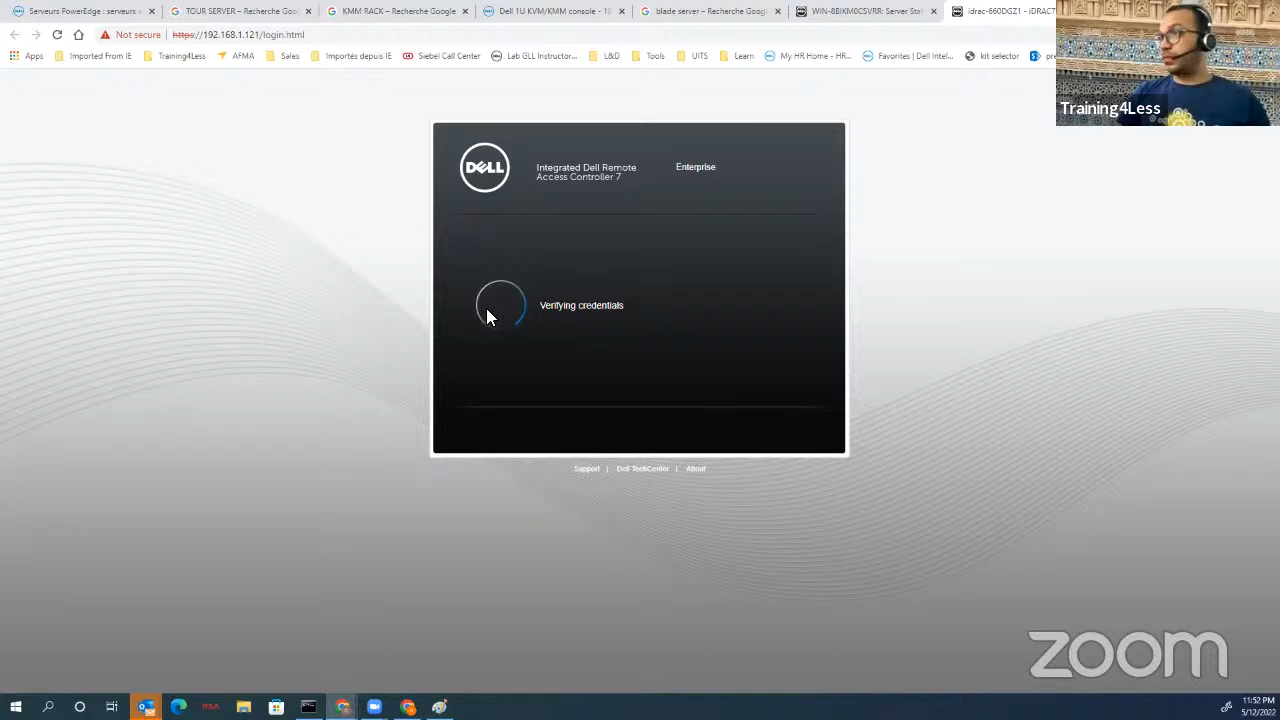 Serveurs PowerEdge : serveurs s
TOUR SERVER – Recherche Goo
KMM RACK – Recherche Google
Dell 1U KVM/KMM console - 18
blade server – Recherche Google
WIN-8BIKM0CSVRR: Server Stat
idrac-660DGZ1 - iDRAC7
Not secure | https://192.168.1.121/login.html
Apps
Imported From IE
Training4Less
AFMA
Sales
Importés depuis IE
Siebel Call Center
Lab GLL Instructor...
L&D
Tools
UITS
Learn
MyHR Home - HR...
Favorites | Dell Intel...
kit selector
Training4Less
DELL
Integrated Dell Remote
Access Controller 7
Enterprise
Verifying credentials
Support | Dell TechCenter | About
zoom
RSA
11:52 PM
5/12/2022